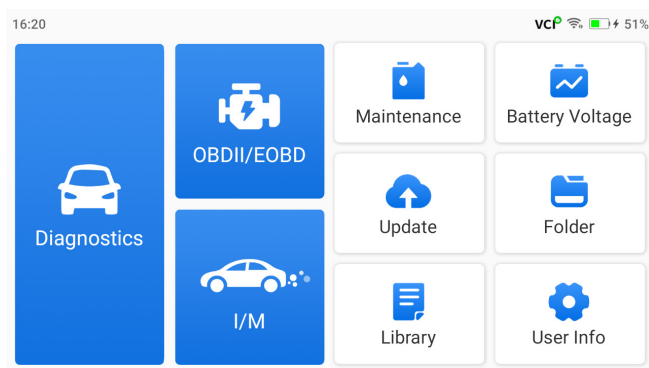 16:20
VCI
51%
Diagnostics
OBDII/EOBD
I/M
Maintenance
Battery Voltage
Update
Folder
Library
User Info